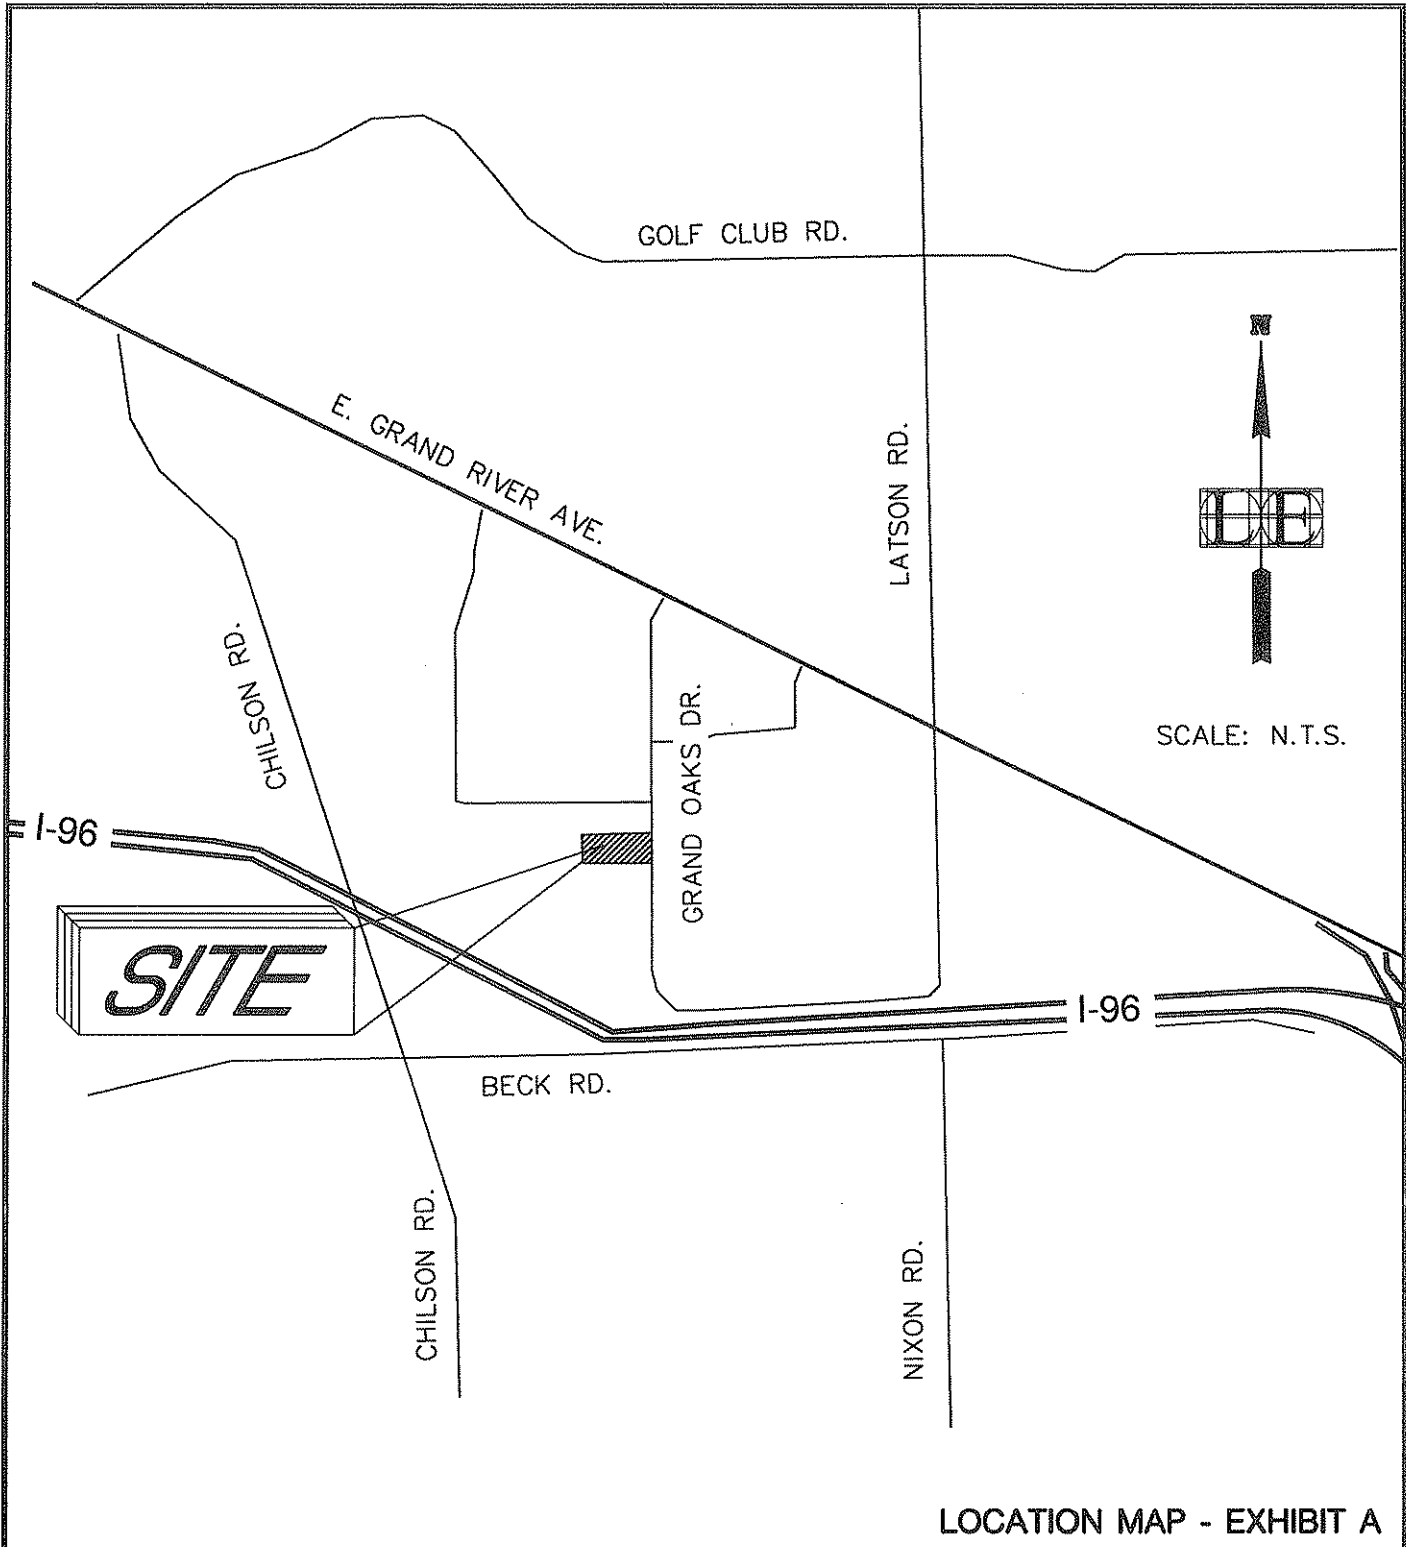 GOLF CLUB RD.
N
E. GRAND RIVER AVE.
LATSON RD.
LE
CHILSON RD.
GRAND OAKS DR.
SCALE: N.T.S.
I-96
SITE
I-96
BECK RD.
CHILSON RD.
NIXON RD.
LOCATION MAP - EXHIBIT A